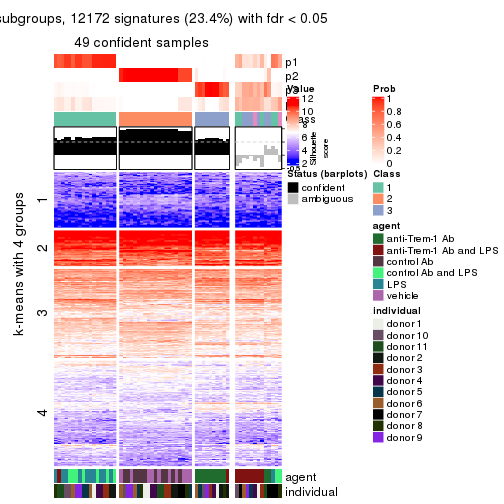 subgroups, 12172 signatures (23.4%) with fdr < 0.05
49 confident samples
p1
p2
Value
12
10
8
6
4
2
Prob
1
0.8
0.6
0.4
0.2
0
Silhouette
score
Status (barplots)
confident
ambiguous
Class
1
2
3
agent
anti-Trem-1 Ab
anti-Trem-1 Ab and LPS
control Ab
control Ab and LPS
LPS
vehicle
individual
donor 1
donor 10
donor 11
donor 2
donor 3
donor 4
donor 5
donor 6
donor 7
donor 8
donor 9
k-means with 4 groups
1
2
3
4
agent
individual